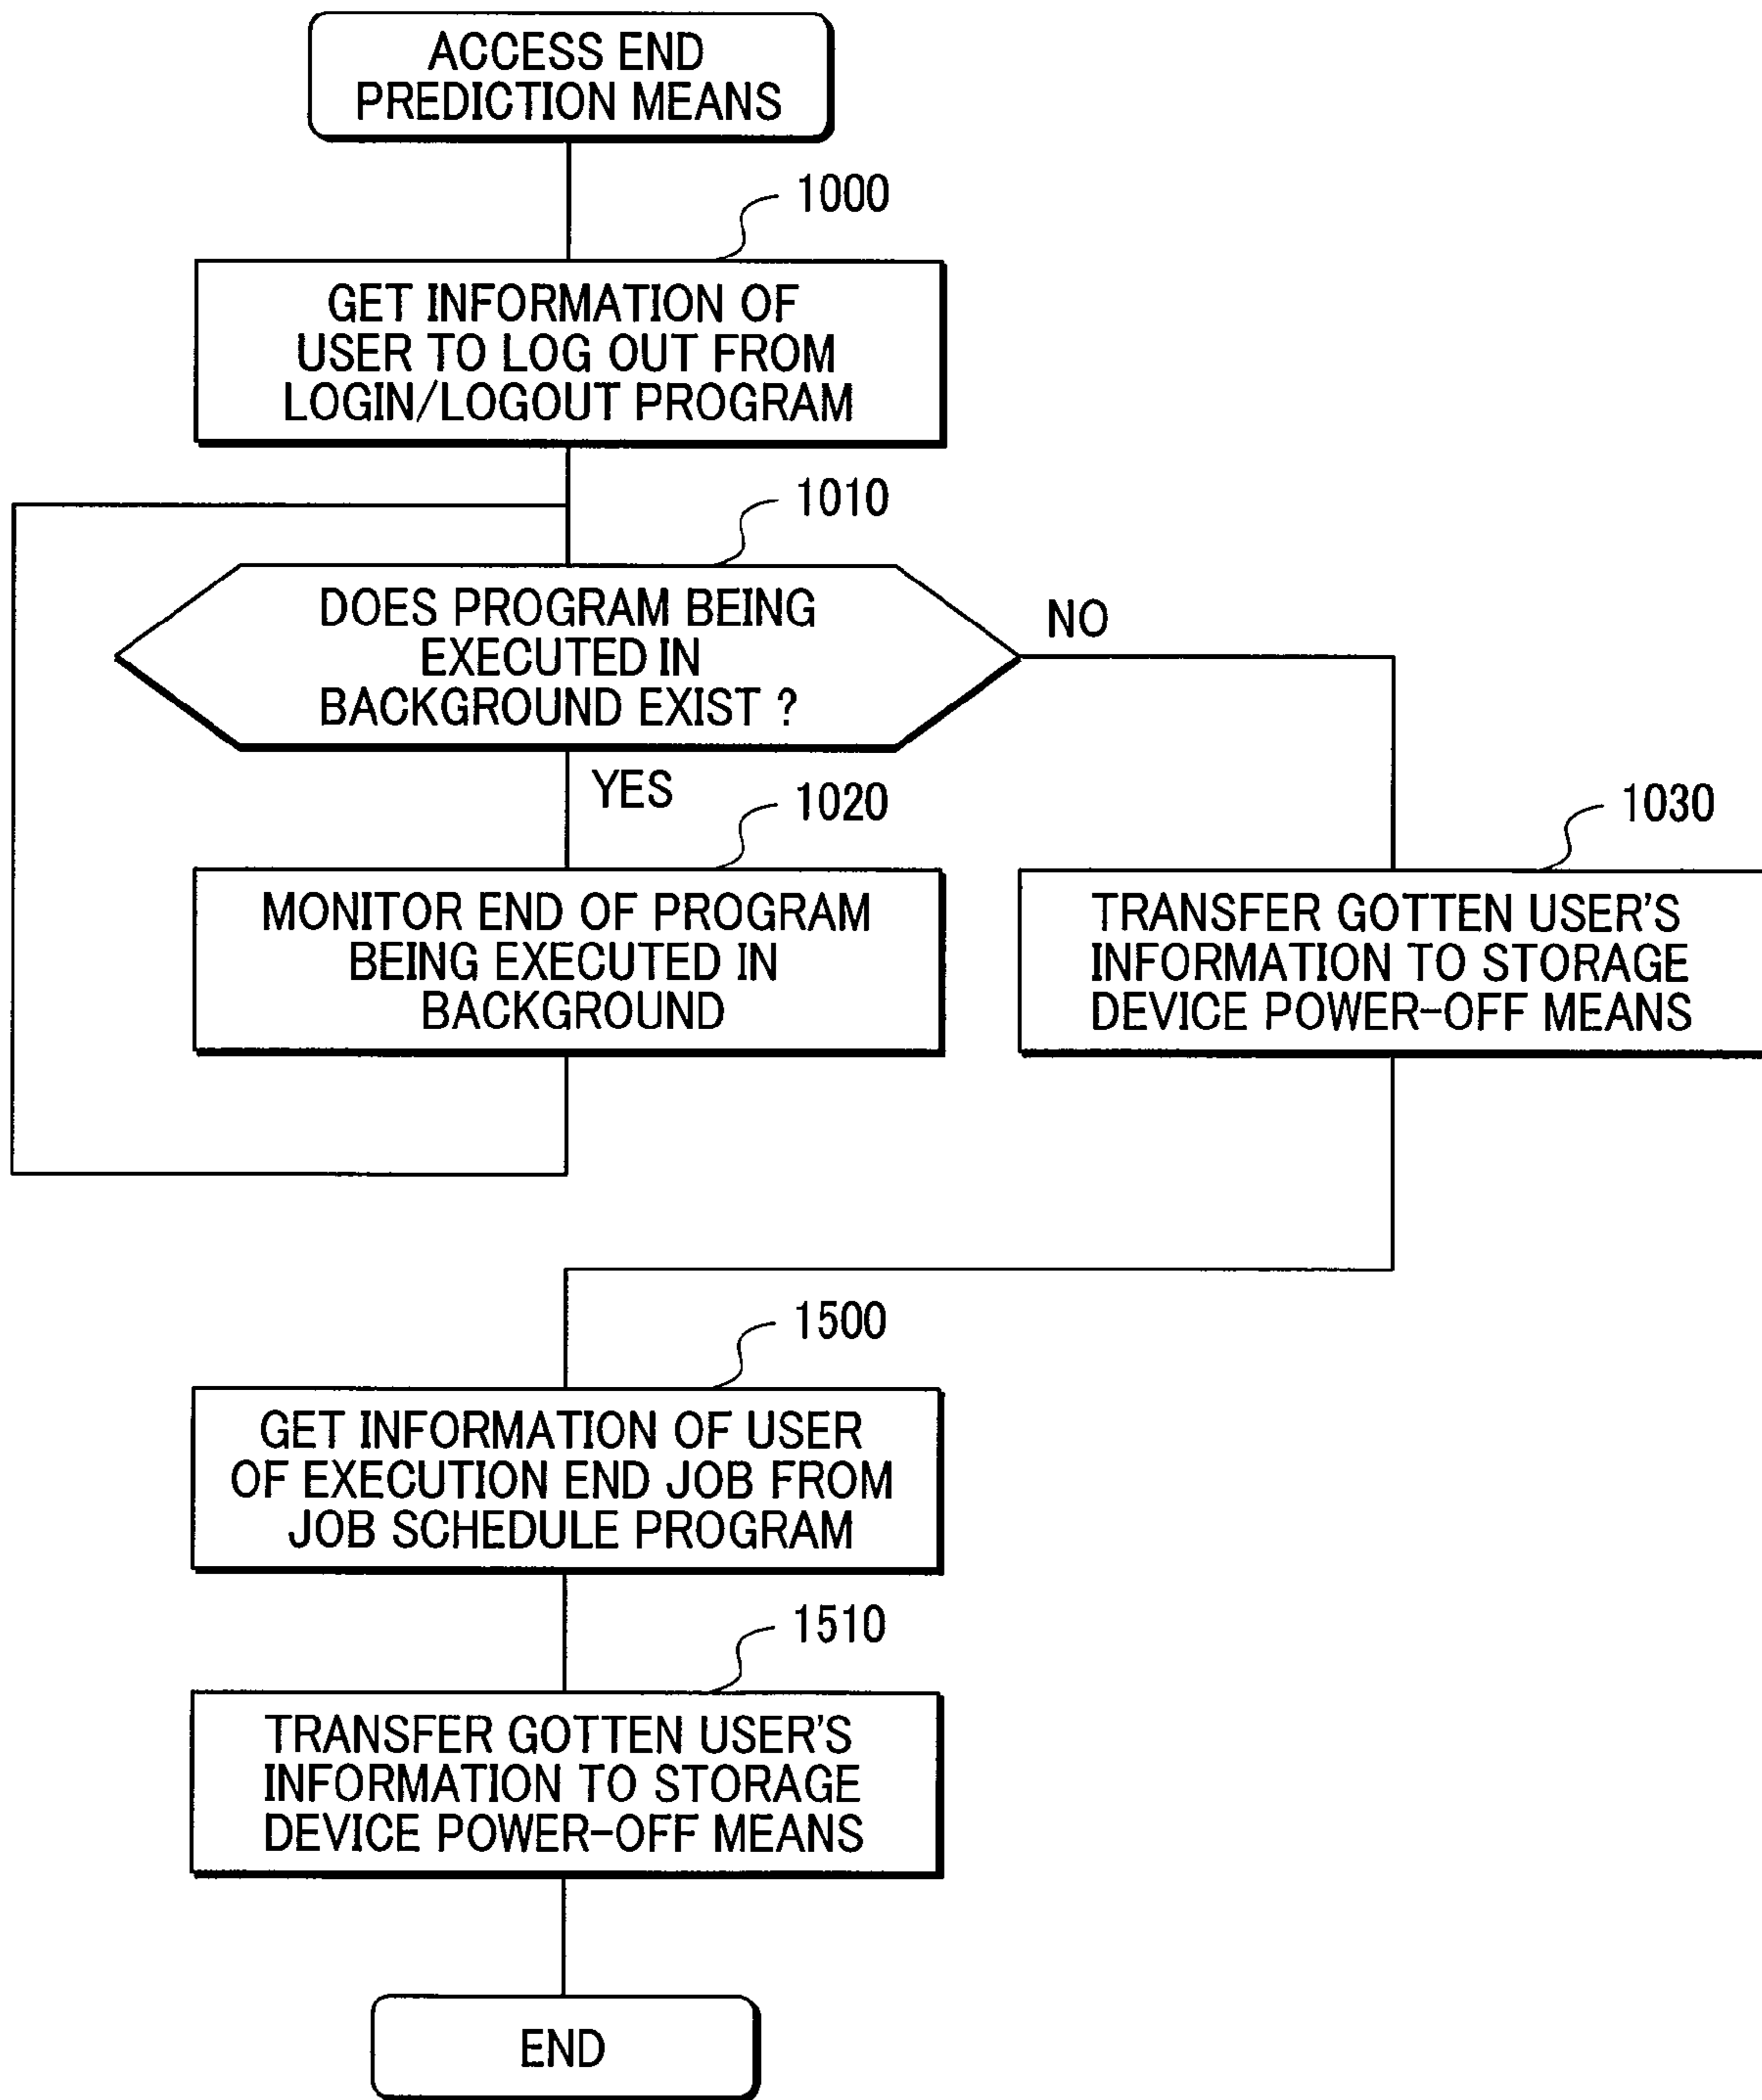 ACCESS END
PREDICTION MEANS
1000
GET INFORMATION OF
USER TO LOG OUT FROM
LOGIN/LOGOUT PROGRAM
1010
DOES PROGRAM BEING
EXECUTED IN
BACKGROUND EXIST ?
NO
YES
1020
MONITOR END OF PROGRAM
BEING EXECUTED IN
BACKGROUND
1030
TRANSFER GOTTEN USER'S
INFORMATION TO STORAGE
DEVICE POWER-OFF MEANS
1500
GET INFORMATION OF USER
OF EXECUTION END JOB FROM
JOB SCHEDULE PROGRAM
1510
TRANSFER GOTTEN USER'S
INFORMATION TO STORAGE
DEVICE POWER-OFF MEANS
END